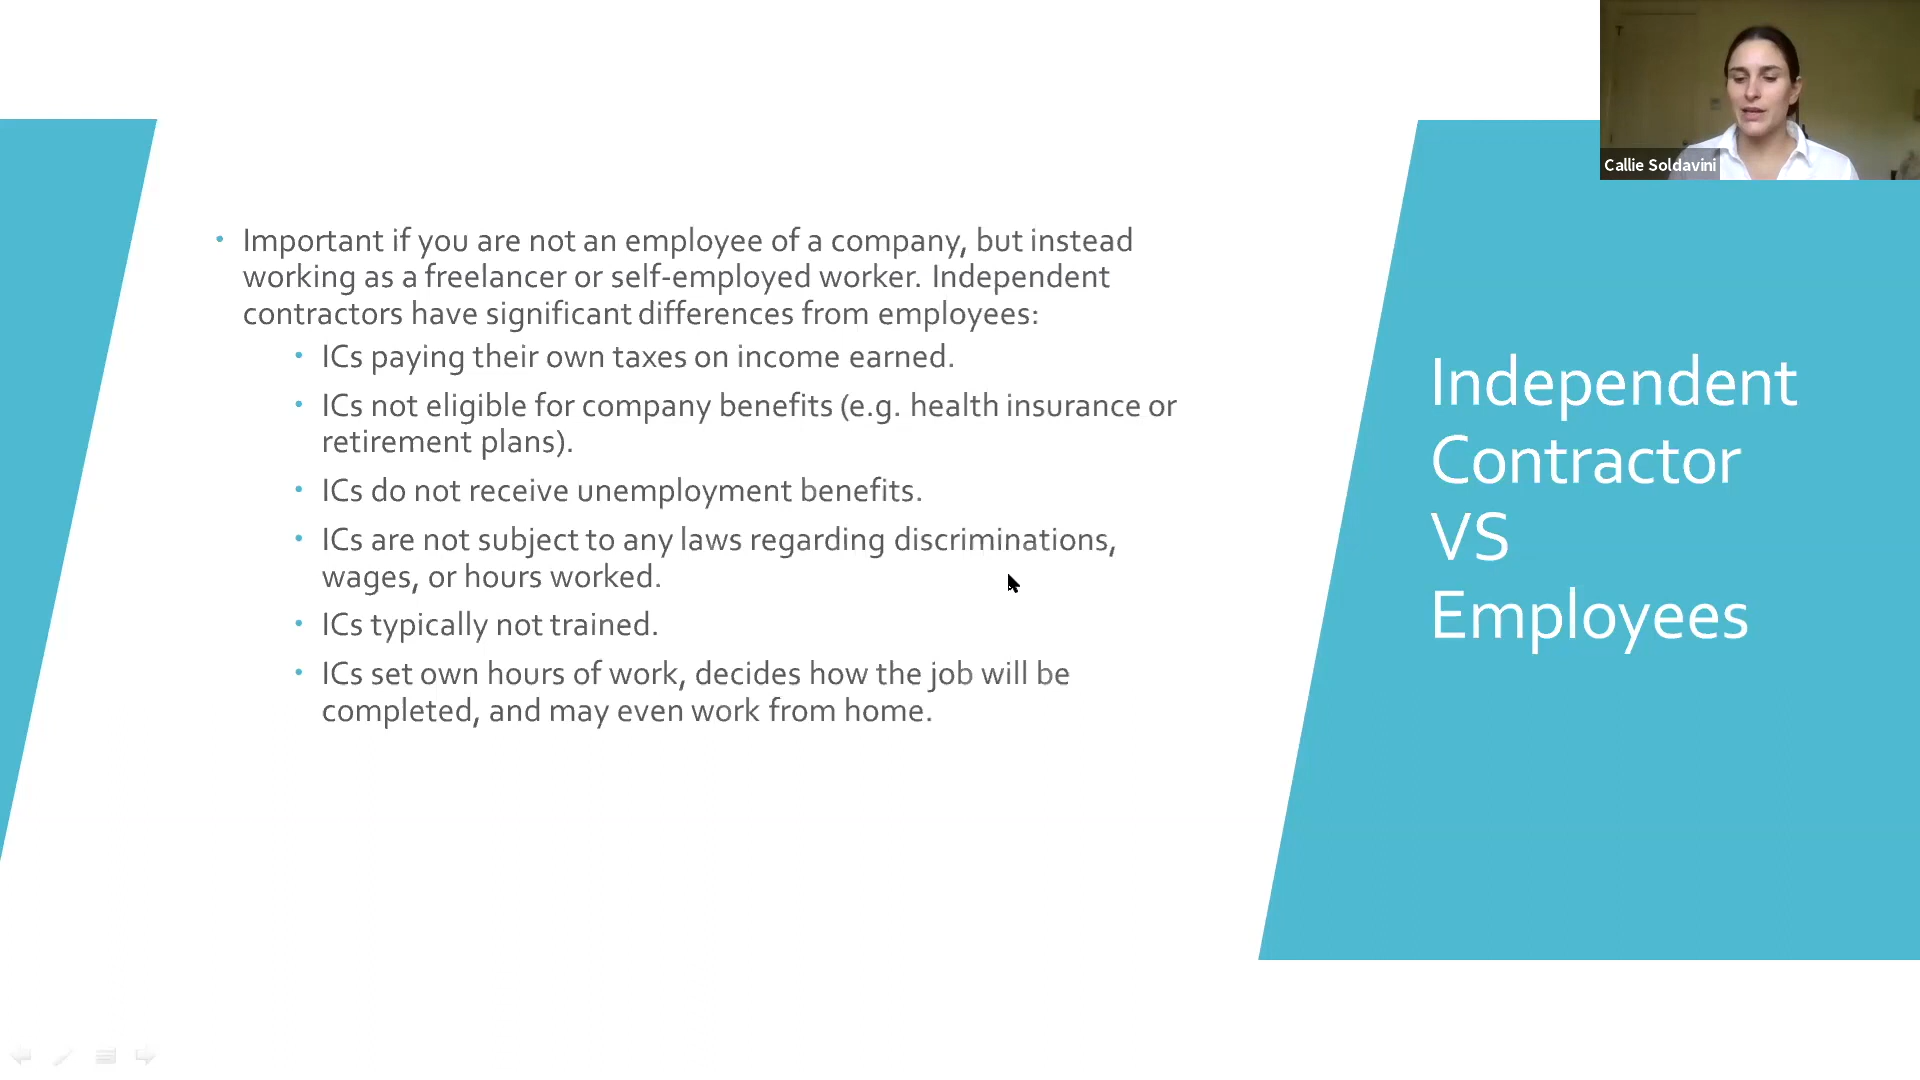 Callie Soldavini
• Important if you are not an employee of a company, but instead
working as a freelancer or self-employed worker. Independent
contractors have significant differences from employees:
• ICs paying their own taxes on income earned.
• ICs not eligible for company benefits (e.g. health insurance or
retirement plans).
• ICs do not receive unemployment benefits.
• ICs are not subject to any laws regarding discriminations,
wages, or hours worked.
• ICs typically not trained.
• ICs set own hours of work, decides how the job will be
completed, and may even work from home.
Independent
Contractor
VS
Employees